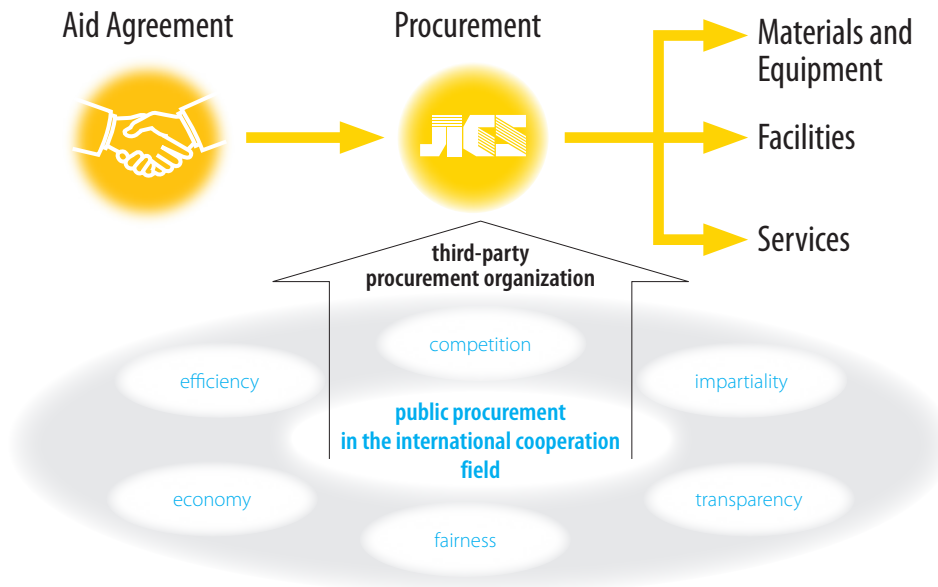 Aid Agreement
Procurement
JICS
Materials and
Equipment
Facilities
Services
third-party
procurement organization
competition
efficiency
impartiality
public procurement
in the international cooperation
field
economy
transparency
fairness